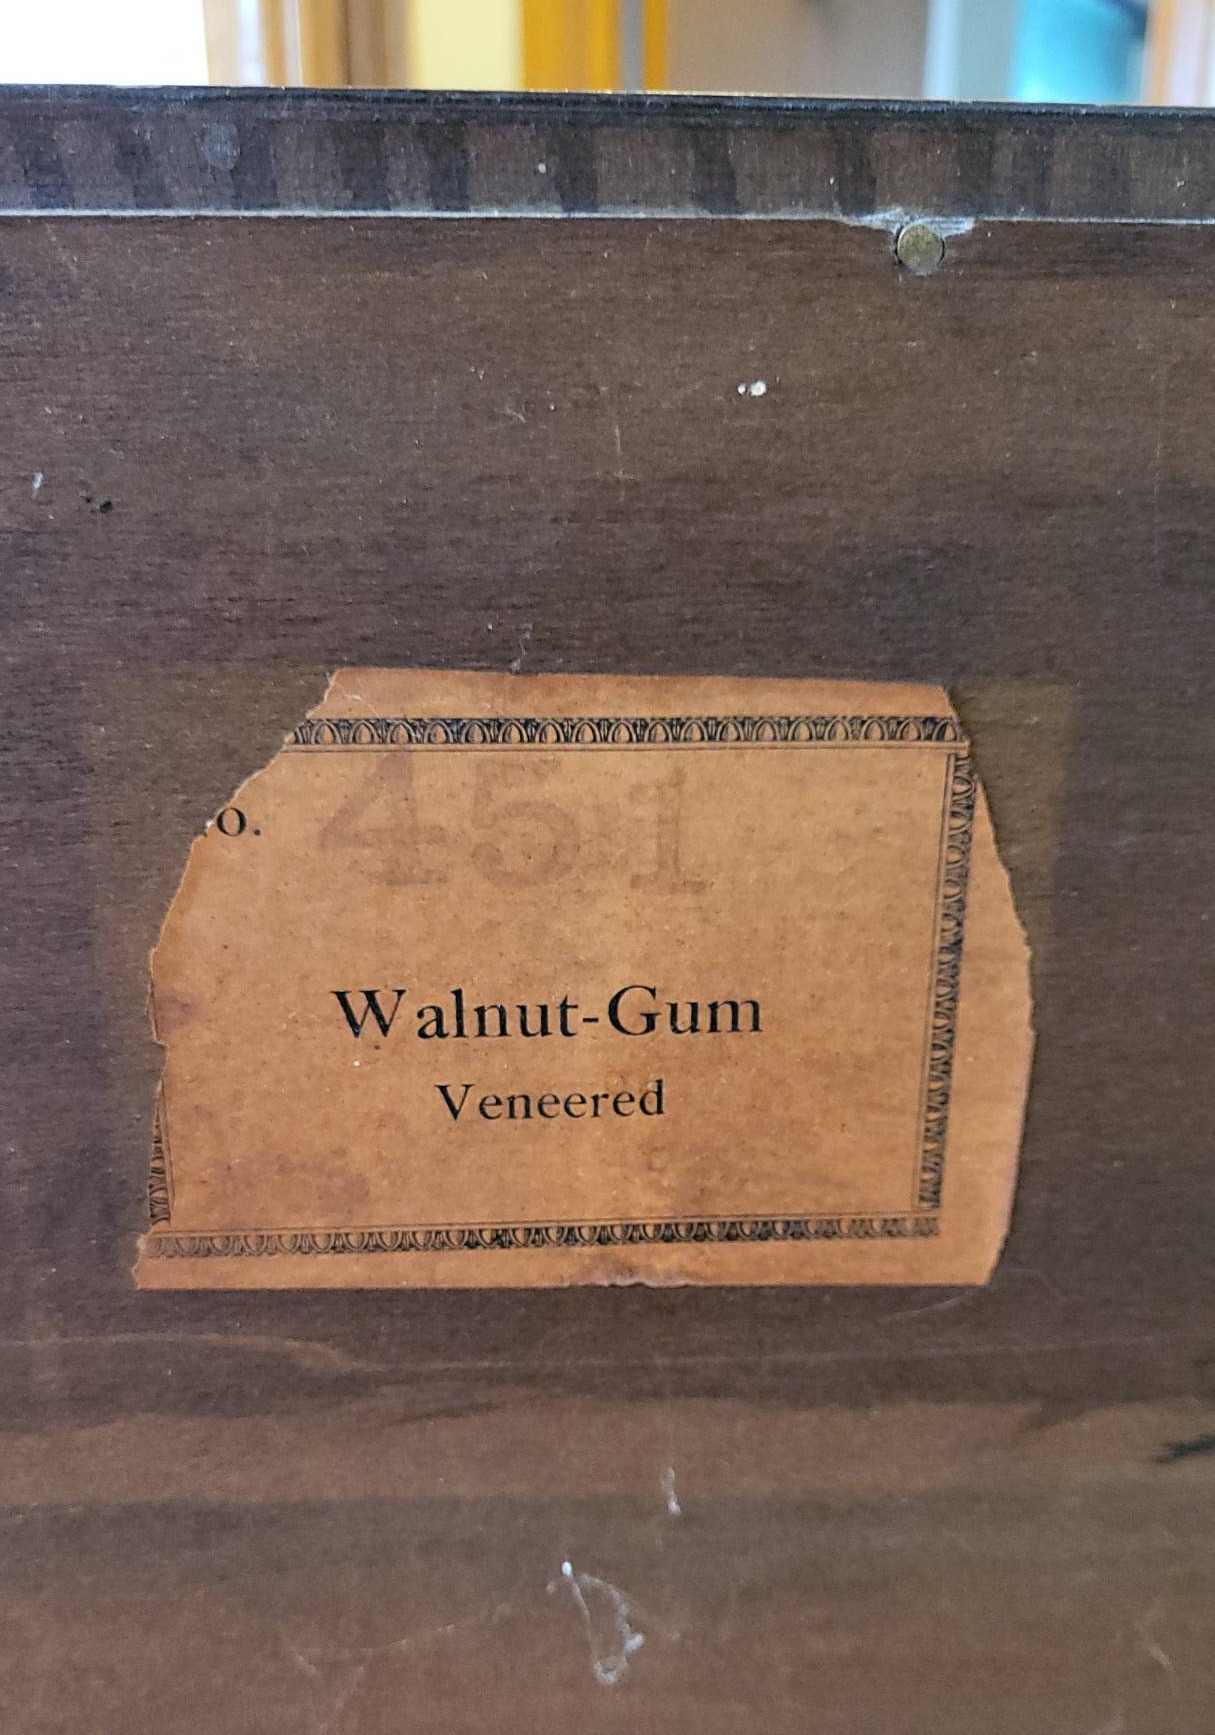 o. 451
Walnut-Gum
Veneered